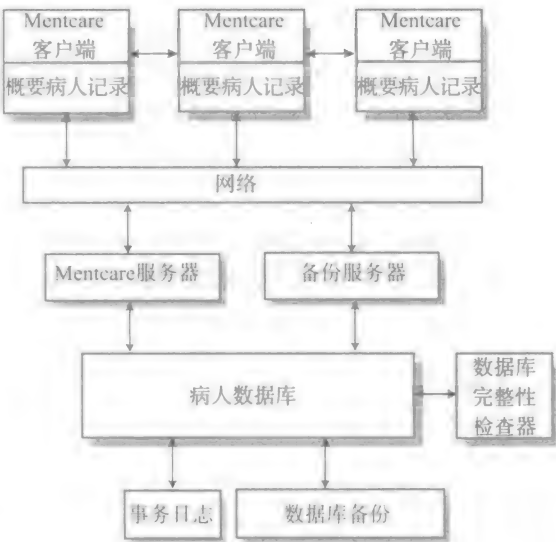 Mentcare
客户端
概要病人记录
Mentcare
客户端
概要病人记录
Mentcare
客户端
概要病人记录
网络
Mentcare服务器
备份服务器
病人数据库
数据库
完整性
检查器
事务日志
数据库备份